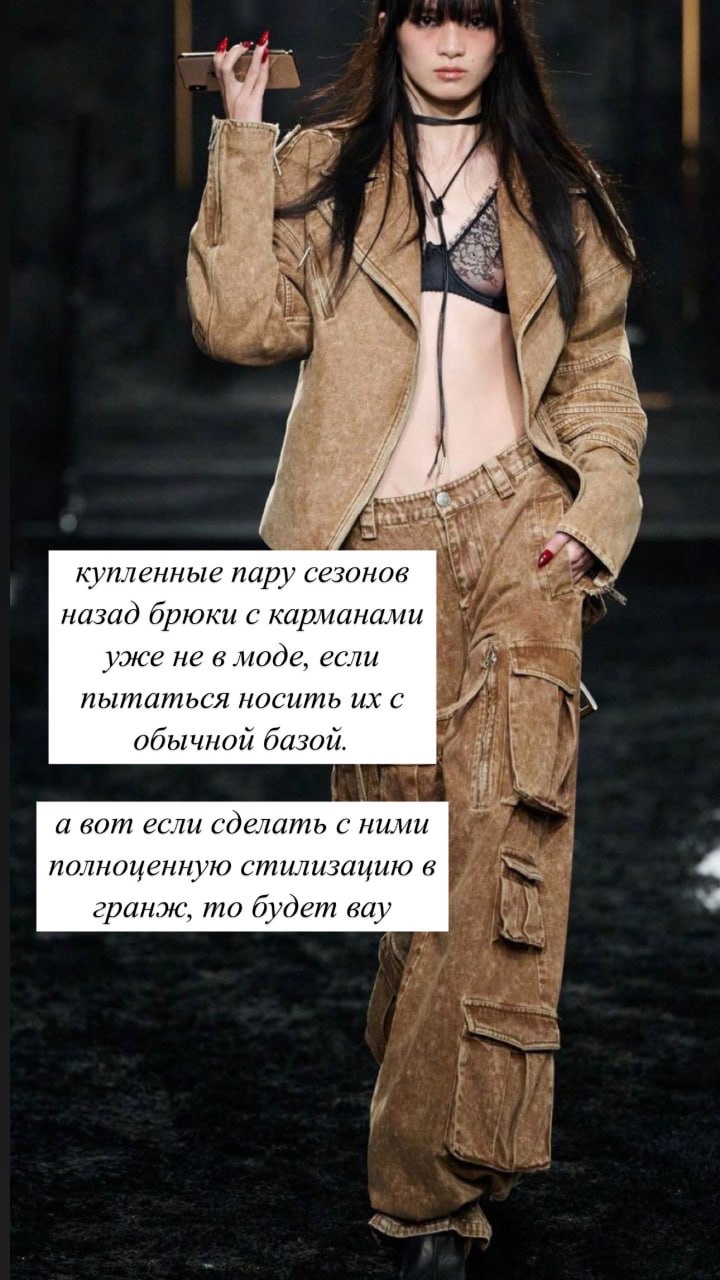 купленные пару сезонов
назад брюки с карманами
уже не в моде, если
пытаться носить их с
обычной базой.
а вот если сделать с ними
полноценную стилизацию в
гранж, то будет вау